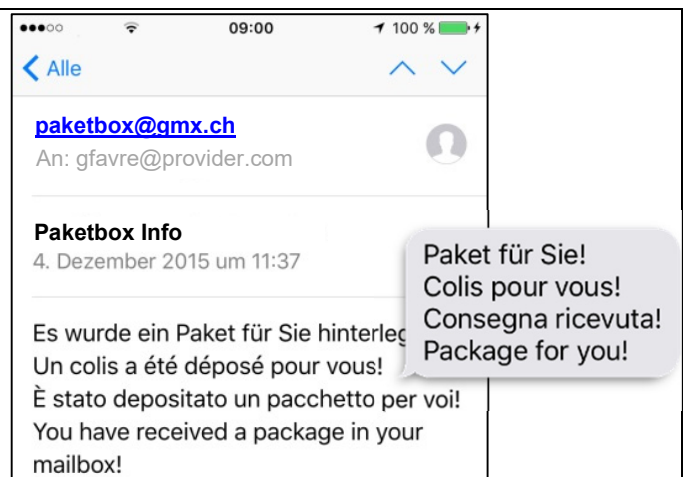 09:00
100 %
Alle
paketbox@gmx.ch
An: gfavre@provider.com
Paketbox Info
4. Dezember 2015 um 11:37
Paket für Sie!
Colis pour vous!
Consegna ricevuta!
Package for you!
Es wurde ein Paket für Sie
Un colis a été déposé pour vous!
È stato depositato un pacchetto per voi!
You have received a package in your
mailbox!